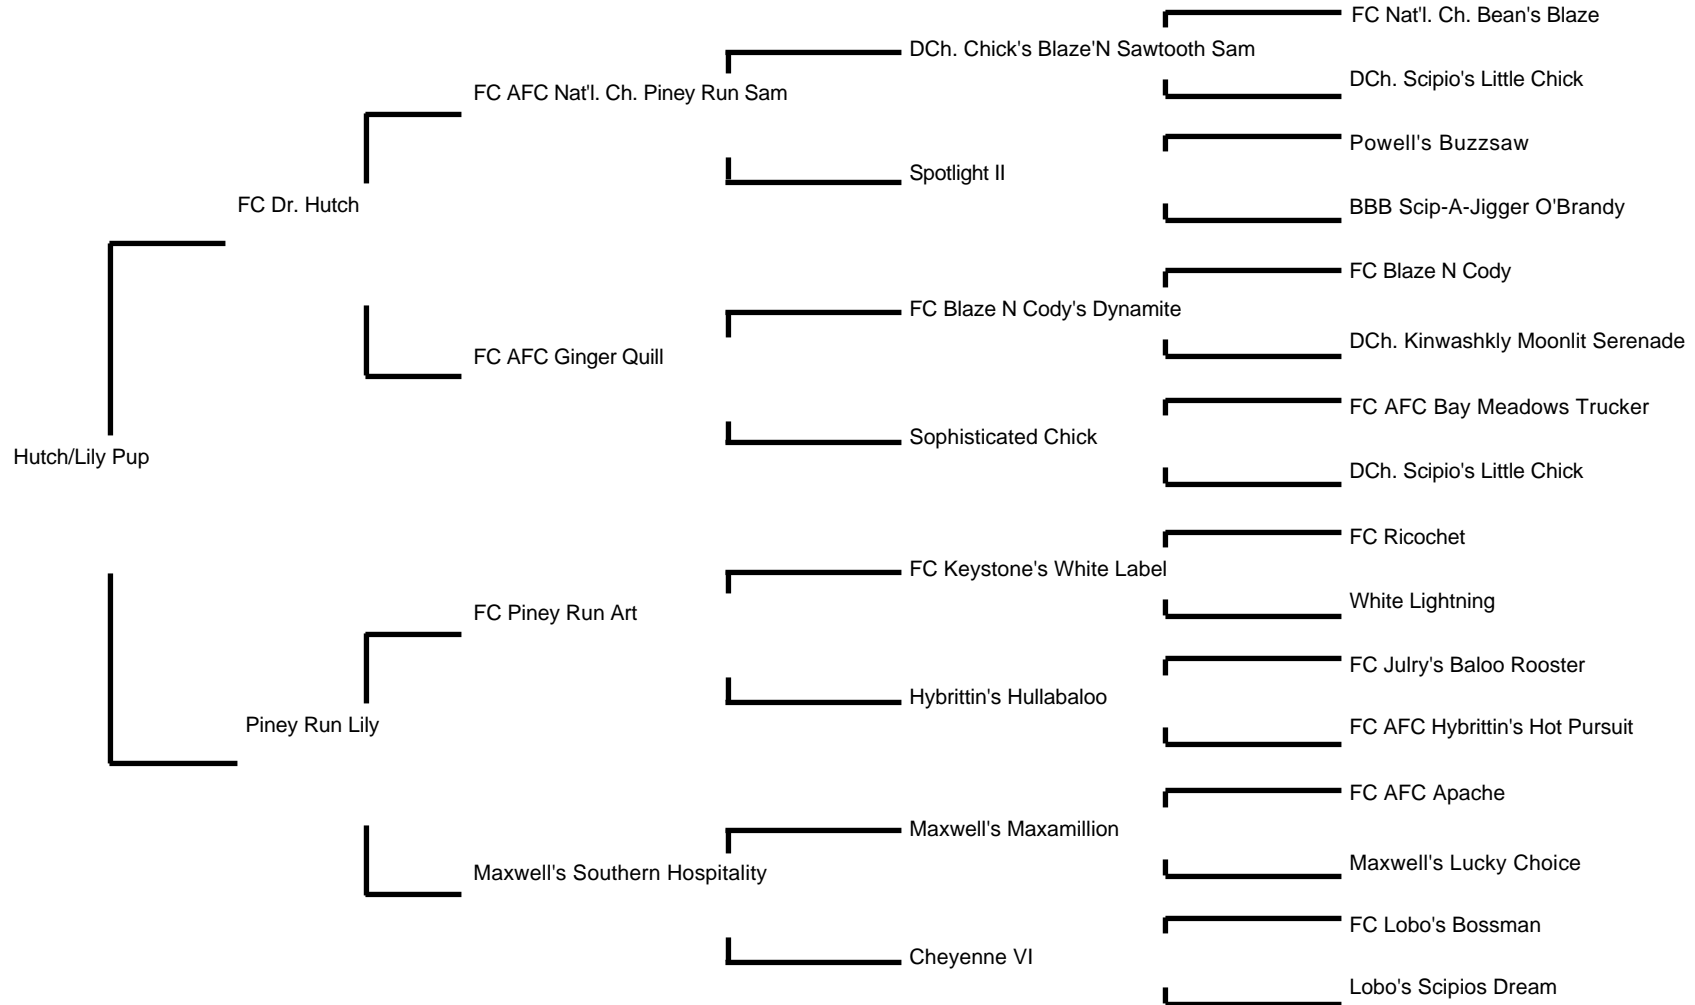 FC Nat'l. Ch. Bean's Blaze
DCh. Chick's Blaze'N Sawtooth Sam
DCh. Scipio's Little Chick
FC AFC Nat'l. Ch. Piney Run Sam
Powell's Buzzsaw
Spotlight II
BBB Scip-A-Jigger O'Brandy
FC Dr. Hutch
FC Blaze N Cody
FC Blaze N Cody's Dynamite
DCh. Kinwashkly Moonlit Serenade
FC AFC Ginger Quill
FC AFC Bay Meadows Trucker
Sophisticated Chick
DCh. Scipio's Little Chick
Hutch/Lily Pup
FC Ricochet
FC Keystone's White Label
White Lightning
FC Piney Run Art
FC Julry's Baloo Rooster
Hybrittin's Hullabaloo
FC AFC Hybrittin's Hot Pursuit
Piney Run Lily
FC AFC Apache
Maxwell's Maxamillion
Maxwell's Lucky Choice
Maxwell's Southern Hospitality
FC Lobo's Bossman
Cheyenne VI
Lobo's Scipios Dream